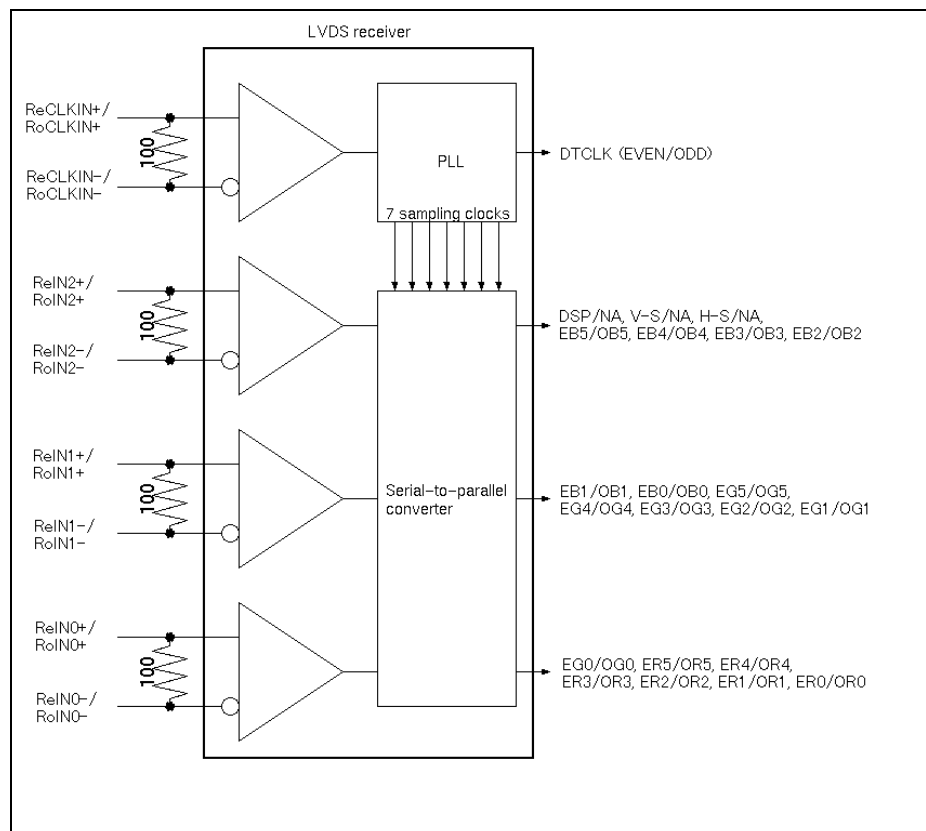 LVDS receiver
ReCLKIN+/
RoCLKIN+
100
ReCLKIN-/
RoCLKIN-
PLL
7 sampling clocks
DTCLK (EVEN/ODD)
ReIN2+/
RoIN2+
100
ReIN2-/
RoIN2-
DSP/NA, V-S/NA, H-S/NA,
EB5/OB5, EB4/OB4, EB3/OB3, EB2/OB2
ReIN1+/
RoIN1+
100
ReIN1-/
RoIN1-
Serial-to-parallel
converter
EB1/OB1, EB0/OB0, EG5/OG5,
EG4/OG4, EG3/OG3, EG2/OG2, EG1/OG1
ReIN0+/
RoIN0+
100
ReIN0-/
RoIN0-
EG0/OG0, ER5/OR5, ER4/OR4,
ER3/OR3, ER2/OR2, ER1/OR1, ER0/OR0